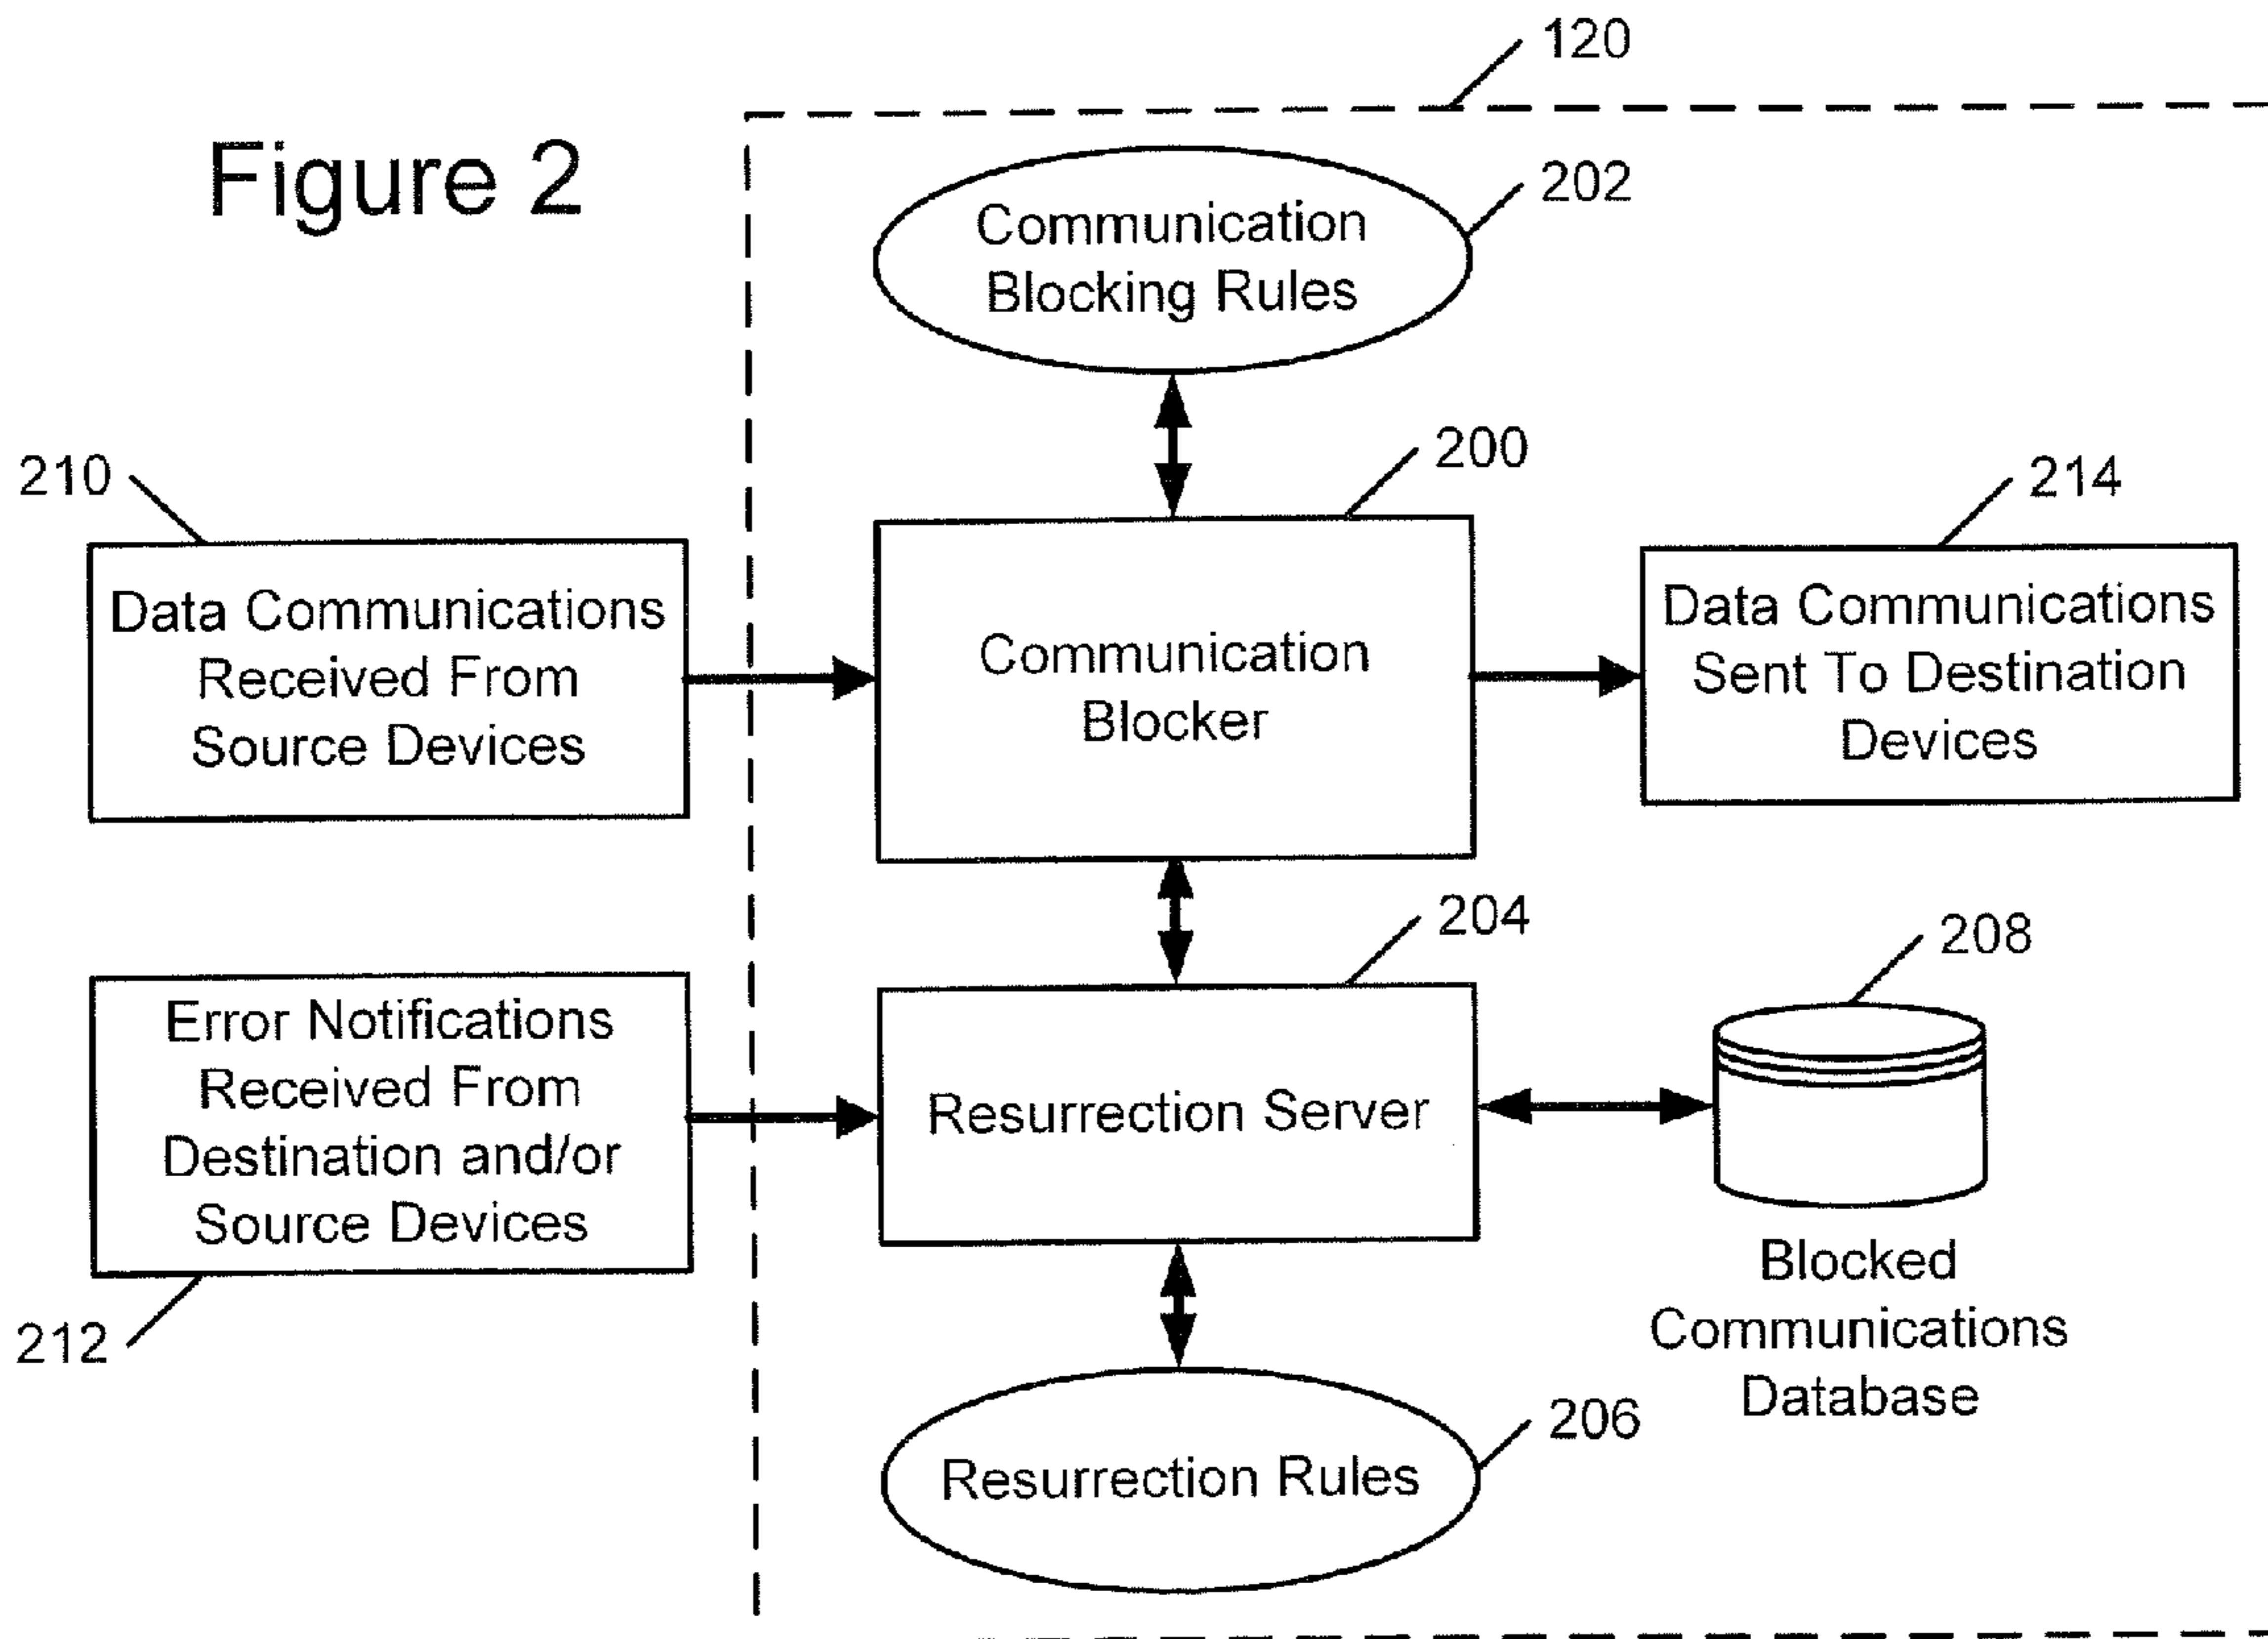 120
Figure 2
202
Communication
Blocking Rules
200
210
214
Data Communications
Received From
Source Devices
Communication
Blocker
Data Communications
Sent To Destination
Devices
204
208
Error Notifications
Received From
Destination and/or
Source Devices
Resurrection Server
212
Blocked
Communications
Database
206
Resurrection Rules